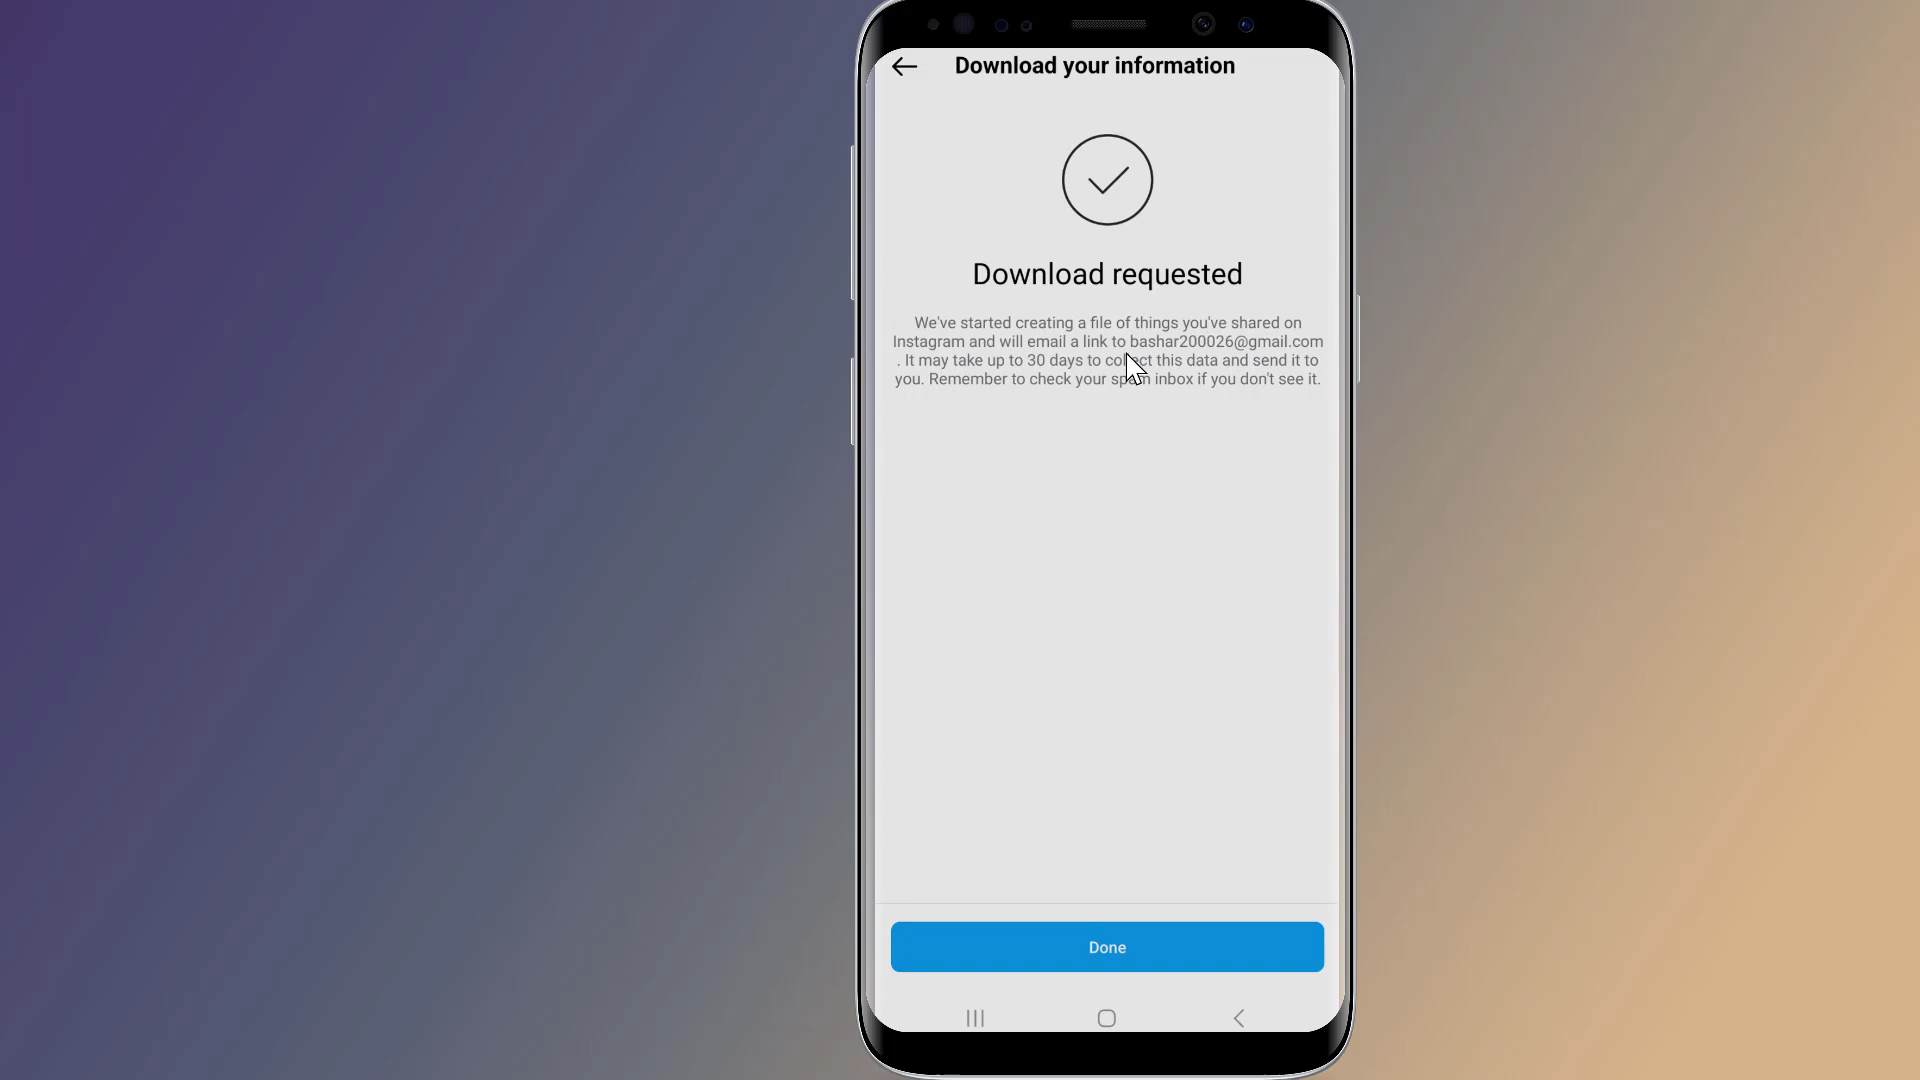 Download your information
Download requested
We've started creating a file of things you've shared on
Instagram and will email a link to bashar200026@gmail.com
. It may take up to 30 days to collect this data and send it to
you. Remember to check your spam inbox if you don't see it.
Done